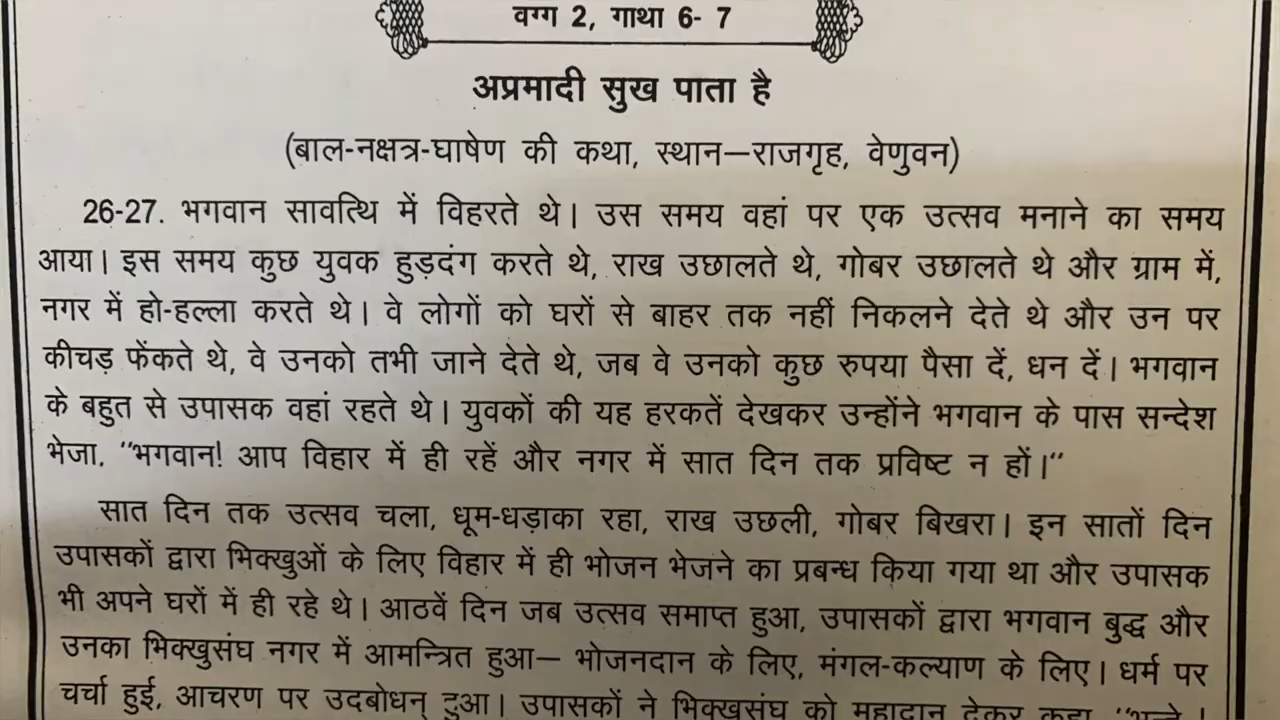 वग्ग 2, गाथा 6- 7
अप्रमादी सुख पाता है
(बाल-नक्षत्र-घाषेण की कथा, स्थान—राजगृह, वेणुवन)
26-27. भगवान सावत्थि में विहरते थे। उस समय वहां पर एक उत्सव मनाने का समय
आया। इस समय कुछ युवक हुड़दंग करते थे, राख उछालते थे, गोबर उछालते थे और ग्राम में,
नगर में हो-हल्ला करते थे। वे लोगों को घरों से बाहर तक नहीं निकलने देते थे और उन पर
कीचड़ फेंकते थे, वे उनको तभी जाने देते थे, जब वे उनको कुछ रुपया पैसा दें, धन दें। भगवान
के बहुत से उपासक वहां रहते थे। युवकों की यह हरकतें देखकर उन्होंने भगवान के पास सन्देश
भेजा, ''भगवान! आप विहार में ही रहें और नगर में सात दिन तक प्रविष्ट न हों।''
सात दिन तक उत्सव चला, धूम-धड़ाका रहा, राख उछली, गोबर बिखरा। इन सातों दिन
उपासकों द्वारा भिक्खुओं के लिए विहार में ही भोजन भेजने का प्रबन्ध किया गया था और उपासक
भी अपने घरों में ही रहे थे। आठवें दिन जब उत्सव समाप्त हुआ, उपासकों द्वारा भगवान बुद्ध और
उनका भिक्खुसंघ नगर में आमन्त्रित हुआ— भोजनदान के लिए, मंगल-कल्याण के लिए। धर्म पर
चर्चा हुई, आचरण पर उदबोधन् हुआ। उपासकों ने भिक्खुसंघ को महादान देकर कहा, ''भन्ते !